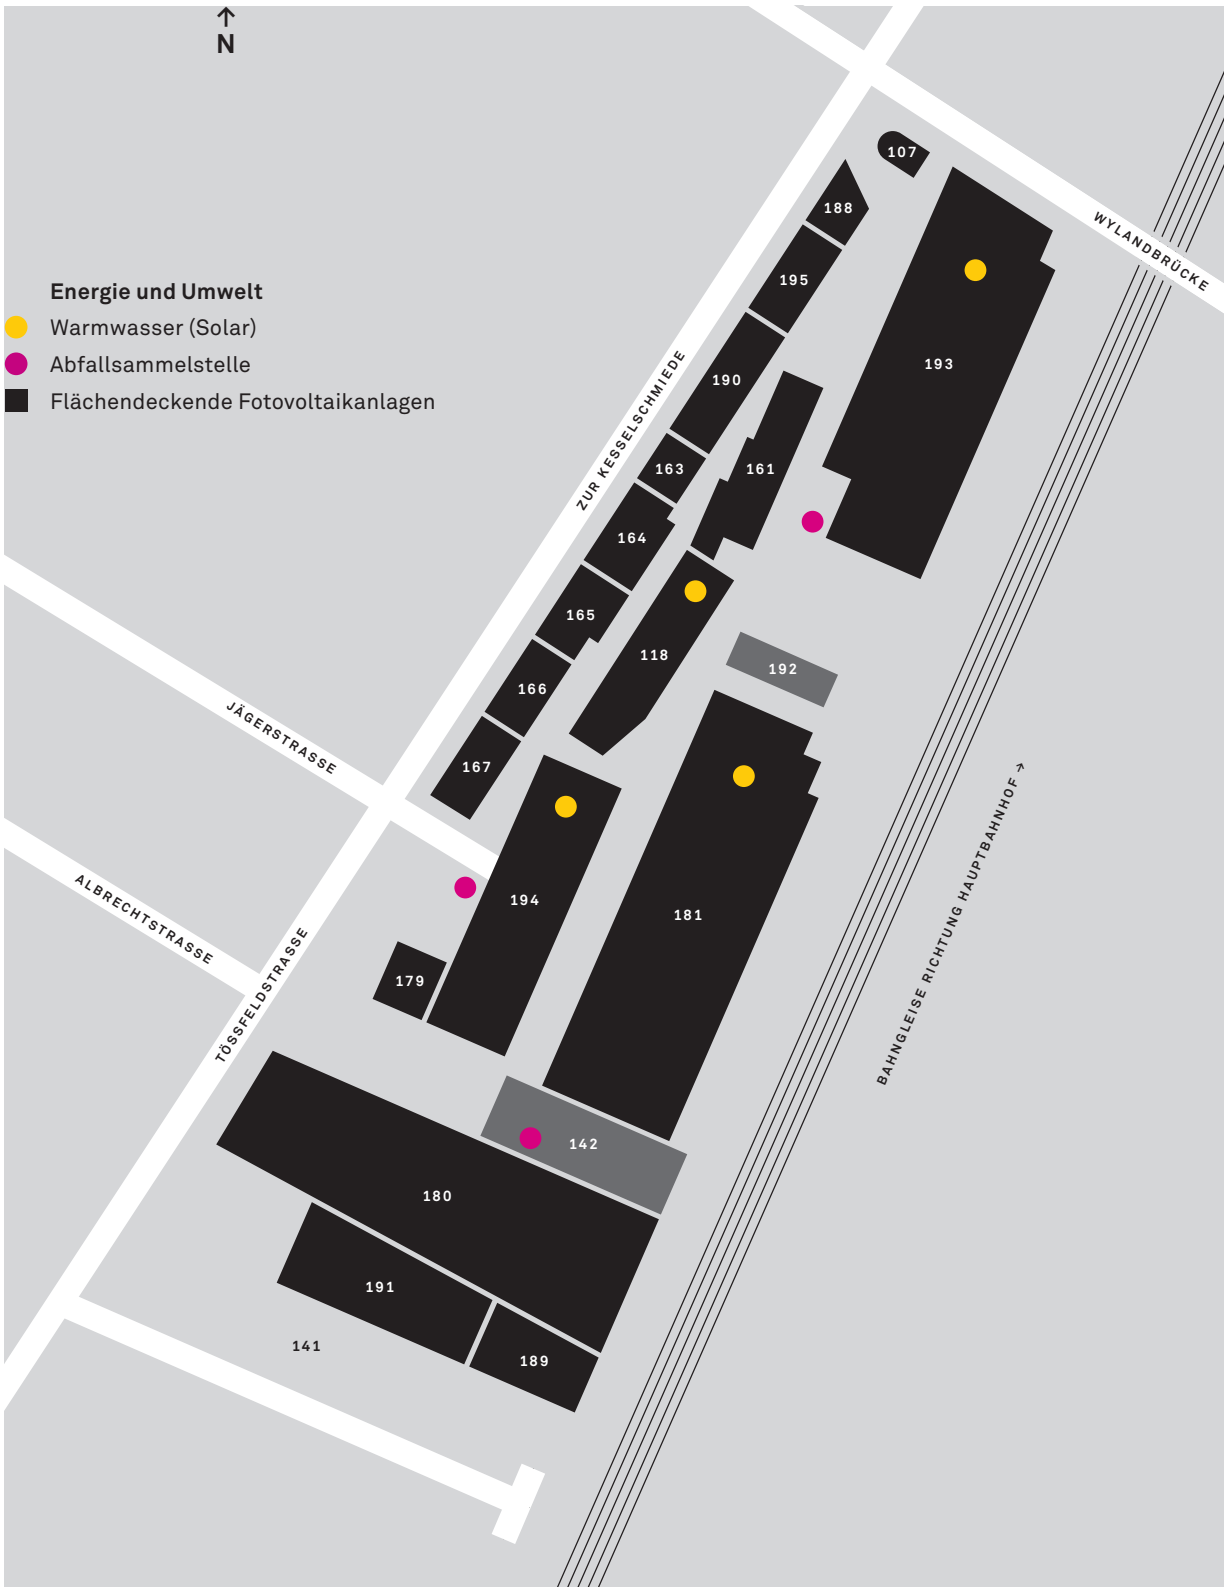 ↑
N
107
188
WYLANDBRÜCKE
195
Energie und Umwelt
Warmwasser (Solar)
Abfallsammelstelle
Flächendeckende Fotovoltaikanlagen
193
190
ZUR KESSELSCHMIEDE
163
161
164
165
118
192
166
JÄGERSTRASSE
167
194
181
ALBRECHTSTRASSE
BAHNGLEISE RICHTUNG HAUPTBAHNHOF →
179
TÖSSFELDSTRASSE
142
180
191
141
189